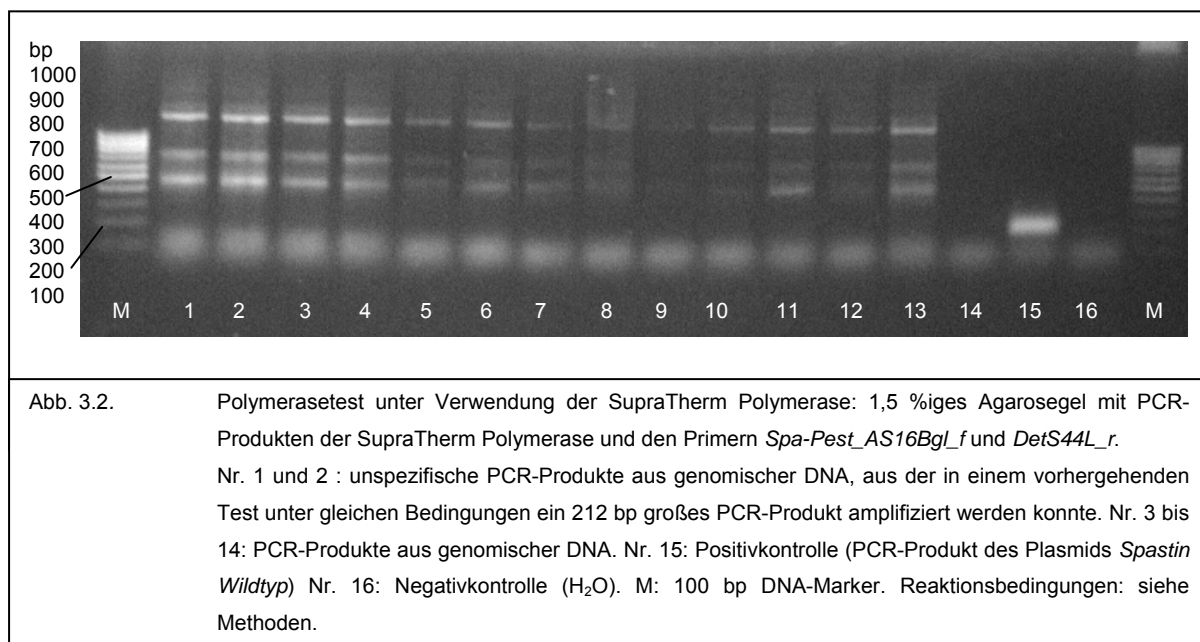 bp
1000
900
800
700
600
500
400
300
200
100
M 1 2 3 4 5 6 7 8 9 10 11 12 13 14 15 16 M
Abb. 3.2. Polymerasetest unter Verwendung der SupraTherm Polymerase: 1,5 %iges Agarosegel mit PCR-
Produkten der SupraTherm Polymerase und den Primern Spa-Pest_AS16Bgl_f und DetS44L_r.
Nr. 1 und 2 : unspezifische PCR-Produkte aus genomischer DNA, aus der in einem vorhergehenden
Test unter gleichen Bedingungen ein 212 bp großes PCR-Produkt amplifiziert werden konnte. Nr. 3 bis
14: PCR-Produkte aus genomischer DNA. Nr. 15: Positivkontrolle (PCR-Produkt des Plasmids Spastin
Wildtyp) Nr. 16: Negativkontrolle (H₂O). M: 100 bp DNA-Marker. Reaktionsbedingungen: siehe
Methoden.